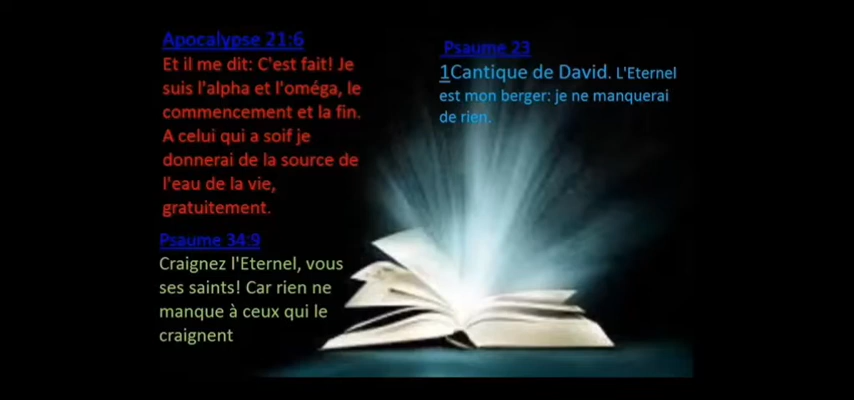 Apocalypse 21:6
Et il me dit: C'est fait! Je
suis l'alpha et l'oméga, le
commencement et la fin.
A celui qui a soif je
donnerai de la source de
l'eau de la vie,
gratuitement.
Psaume 34:9
Craignez l'Eternel, vous
ses saints! Car rien ne
manque à ceux qui le
craignent
Psaume 23
1Cantique de David. L'Eternel
est mon berger: je ne manquerai
de rien.